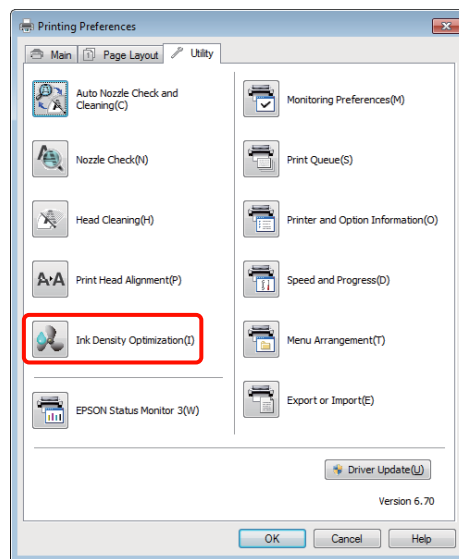 Printing Preferences
Main
Page Layout
Utility
Auto Nozzle Check and
Cleaning(C)
Nozzle Check(N)
Head Cleaning(H)
Print Head Alignment(P)
Ink Density Optimization(I)
EPSON Status Monitor 3(W)
Monitoring Preferences(M)
Print Queue(S)
Printer and Option Information(O)
Speed and Progress(D)
Menu Arrangement(T)
Export or Import(E)
Driver Update(U)
Version 6.70
OK
Cancel
Help